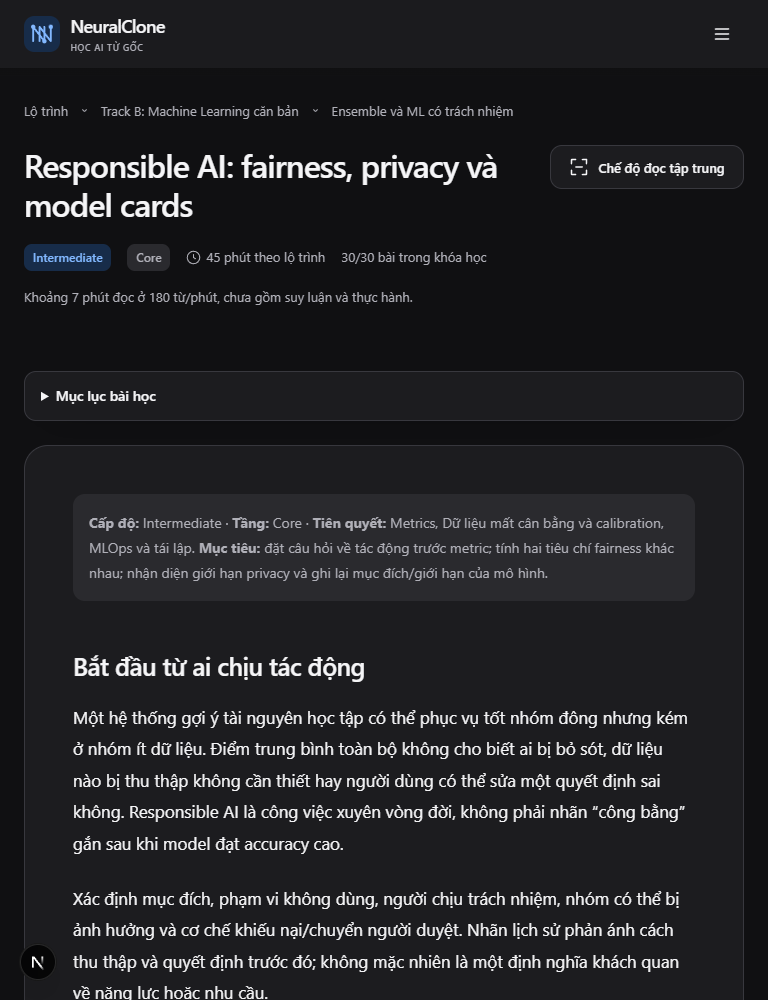 NeuralClone
HỌC AI TỪ GỐC
Lộ trình
Track B: Machine Learning căn bản
Ensemble và ML có trách nhiệm
Responsible AI: fairness, privacy và
model cards
Chế độ đọc tập trung
Intermediate
Core
45 phút theo lộ trình
30/30 bài trong khóa học
Khoảng 7 phút đọc ở 180 từ/phút, chưa gồm suy luận và thực hành.
Mục lục bài học
Cấp độ: Intermediate · Tầng: Core · Tiên quyết: Metrics, Dữ liệu mất cân bằng và calibration,
MLOps và tái lập. Mục tiêu: đặt câu hỏi về tác động trước metric; tính hai tiêu chí fairness khác
nhau; nhận diện giới hạn privacy và ghi lại mục đích/giới hạn của mô hình.
Bắt đầu từ ai chịu tác động
Một hệ thống gợi ý tài nguyên học tập có thể phục vụ tốt nhóm đông nhưng kém
ở nhóm ít dữ liệu. Điểm trung bình toàn bộ không cho biết ai bị bỏ sót, dữ liệu
nào bị thu thập không cần thiết hay người dùng có thể sửa một quyết định sai
không. Responsible AI là công việc xuyên vòng đời, không phải nhãn “công bằng”
gắn sau khi model đạt accuracy cao.
Xác định mục đích, phạm vi không dùng, người chịu trách nhiệm, nhóm có thể bị
ảnh hưởng và cơ chế khiếu nại/chuyển người duyệt. Nhãn lịch sử phản ánh cách
thu thập và quyết định trước đó; không mặc nhiên là một định nghĩa khách quan
về năng lực hoặc nhu cầu.
N